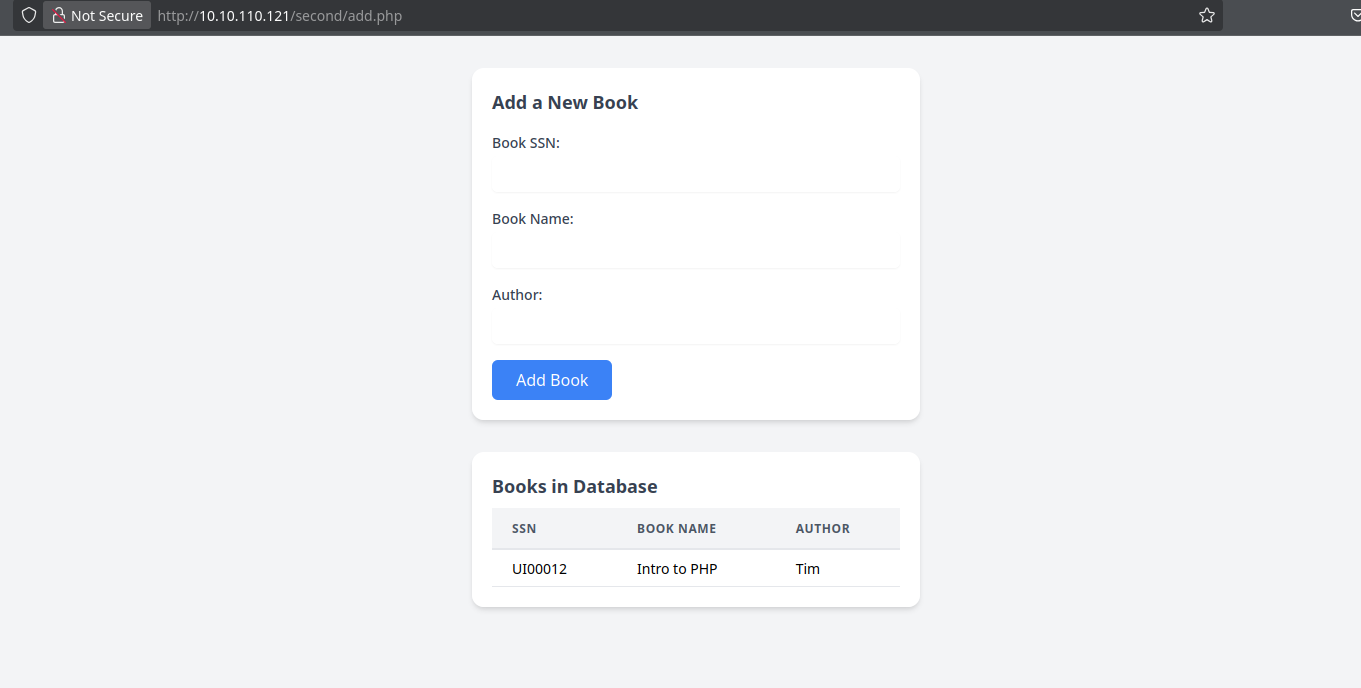 Not Secure http://10.10.110.121/second/add.php
Add a New Book
Book SSN:
Book Name:
Author:
Add Book
Books in Database
SSN BOOK NAME AUTHOR
UI00012 Intro to PHP Tim